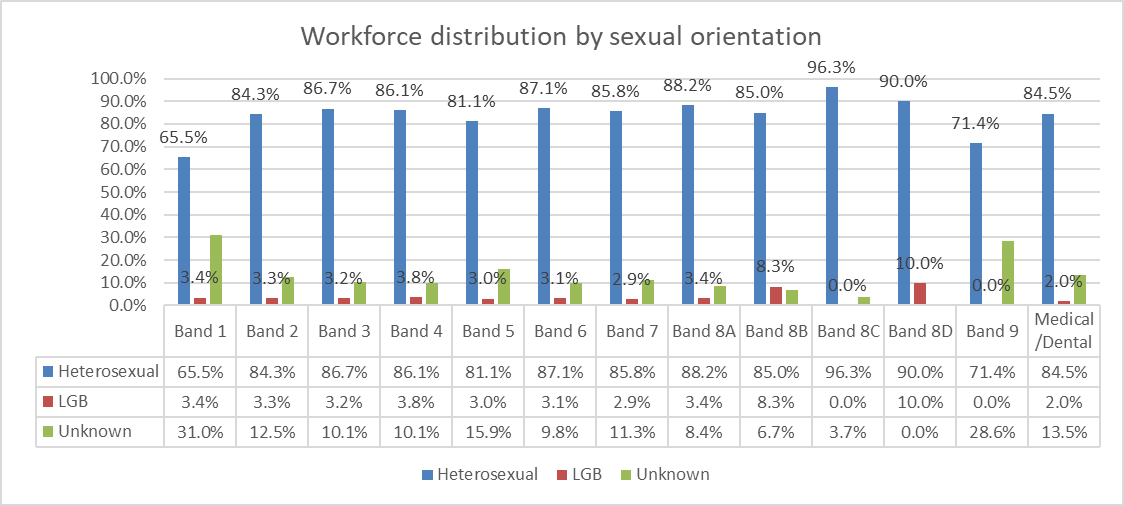 Workforce distribution by sexual orientation
100.0%
90.0%
80.0%
70.0%
60.0%
50.0%
40.0%
30.0%
20.0%
10.0%
0.0%
65.5% 84.3% 86.7% 86.1% 81.1% 87.1% 85.8% 88.2% 85.0% 96.3% 90.0% 71.4% 84.5%
3.4% 3.3% 3.2% 3.8% 3.0% 3.1% 2.9% 3.4% 8.3% 0.0% 10.0% 0.0% 2.0%
Band 1 Band 2 Band 3 Band 4 Band 5 Band 6 Band 7 Band 8A Band 8B Band 8C Band 8D Band 9 Medical
/Dental
Heterosexual 65.5% 84.3% 86.7% 86.1% 81.1% 87.1% 85.8% 88.2% 85.0% 96.3% 90.0% 71.4% 84.5%
LGB 3.4% 3.3% 3.2% 3.8% 3.0% 3.1% 2.9% 3.4% 8.3% 0.0% 10.0% 0.0% 2.0%
Unknown 31.0% 12.5% 10.1% 10.1% 15.9% 9.8% 11.3% 8.4% 6.7% 3.7% 0.0% 28.6% 13.5%
Heterosexual LGB Unknown